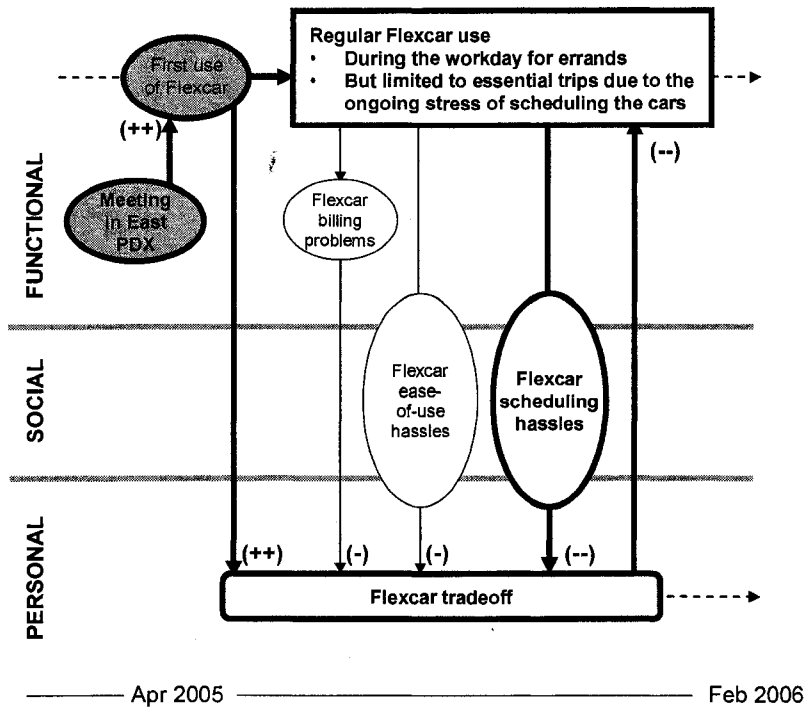 Regular Flexcar use
• During the workday for errands
• But limited to essential trips due to the
ongoing stress of scheduling the cars
First use
of Flexcar
(++)
(--)
Meeting
in East
PDX
Flexcar
billing
problems
FUNCTIONAL
Flexcar
ease-
of-use
hassles
Flexcar
scheduling
hassles
SOCIAL
(++)
(-)
(-)
(--)
Flexcar tradeoff
PERSONAL
Apr 2005
Feb 2006